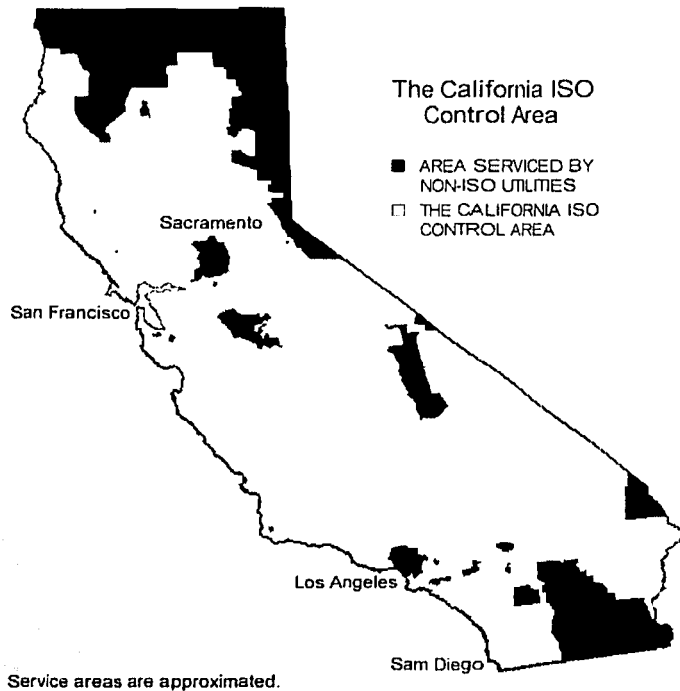 The California ISO
Control Area
AREA SERVICED BY
NON-ISO UTILITIES
THE CALIFORNIA ISO
CONTROL AREA
Sacramento
San Francisco
Los Angeles
Sam Diego
Service areas are approximated.